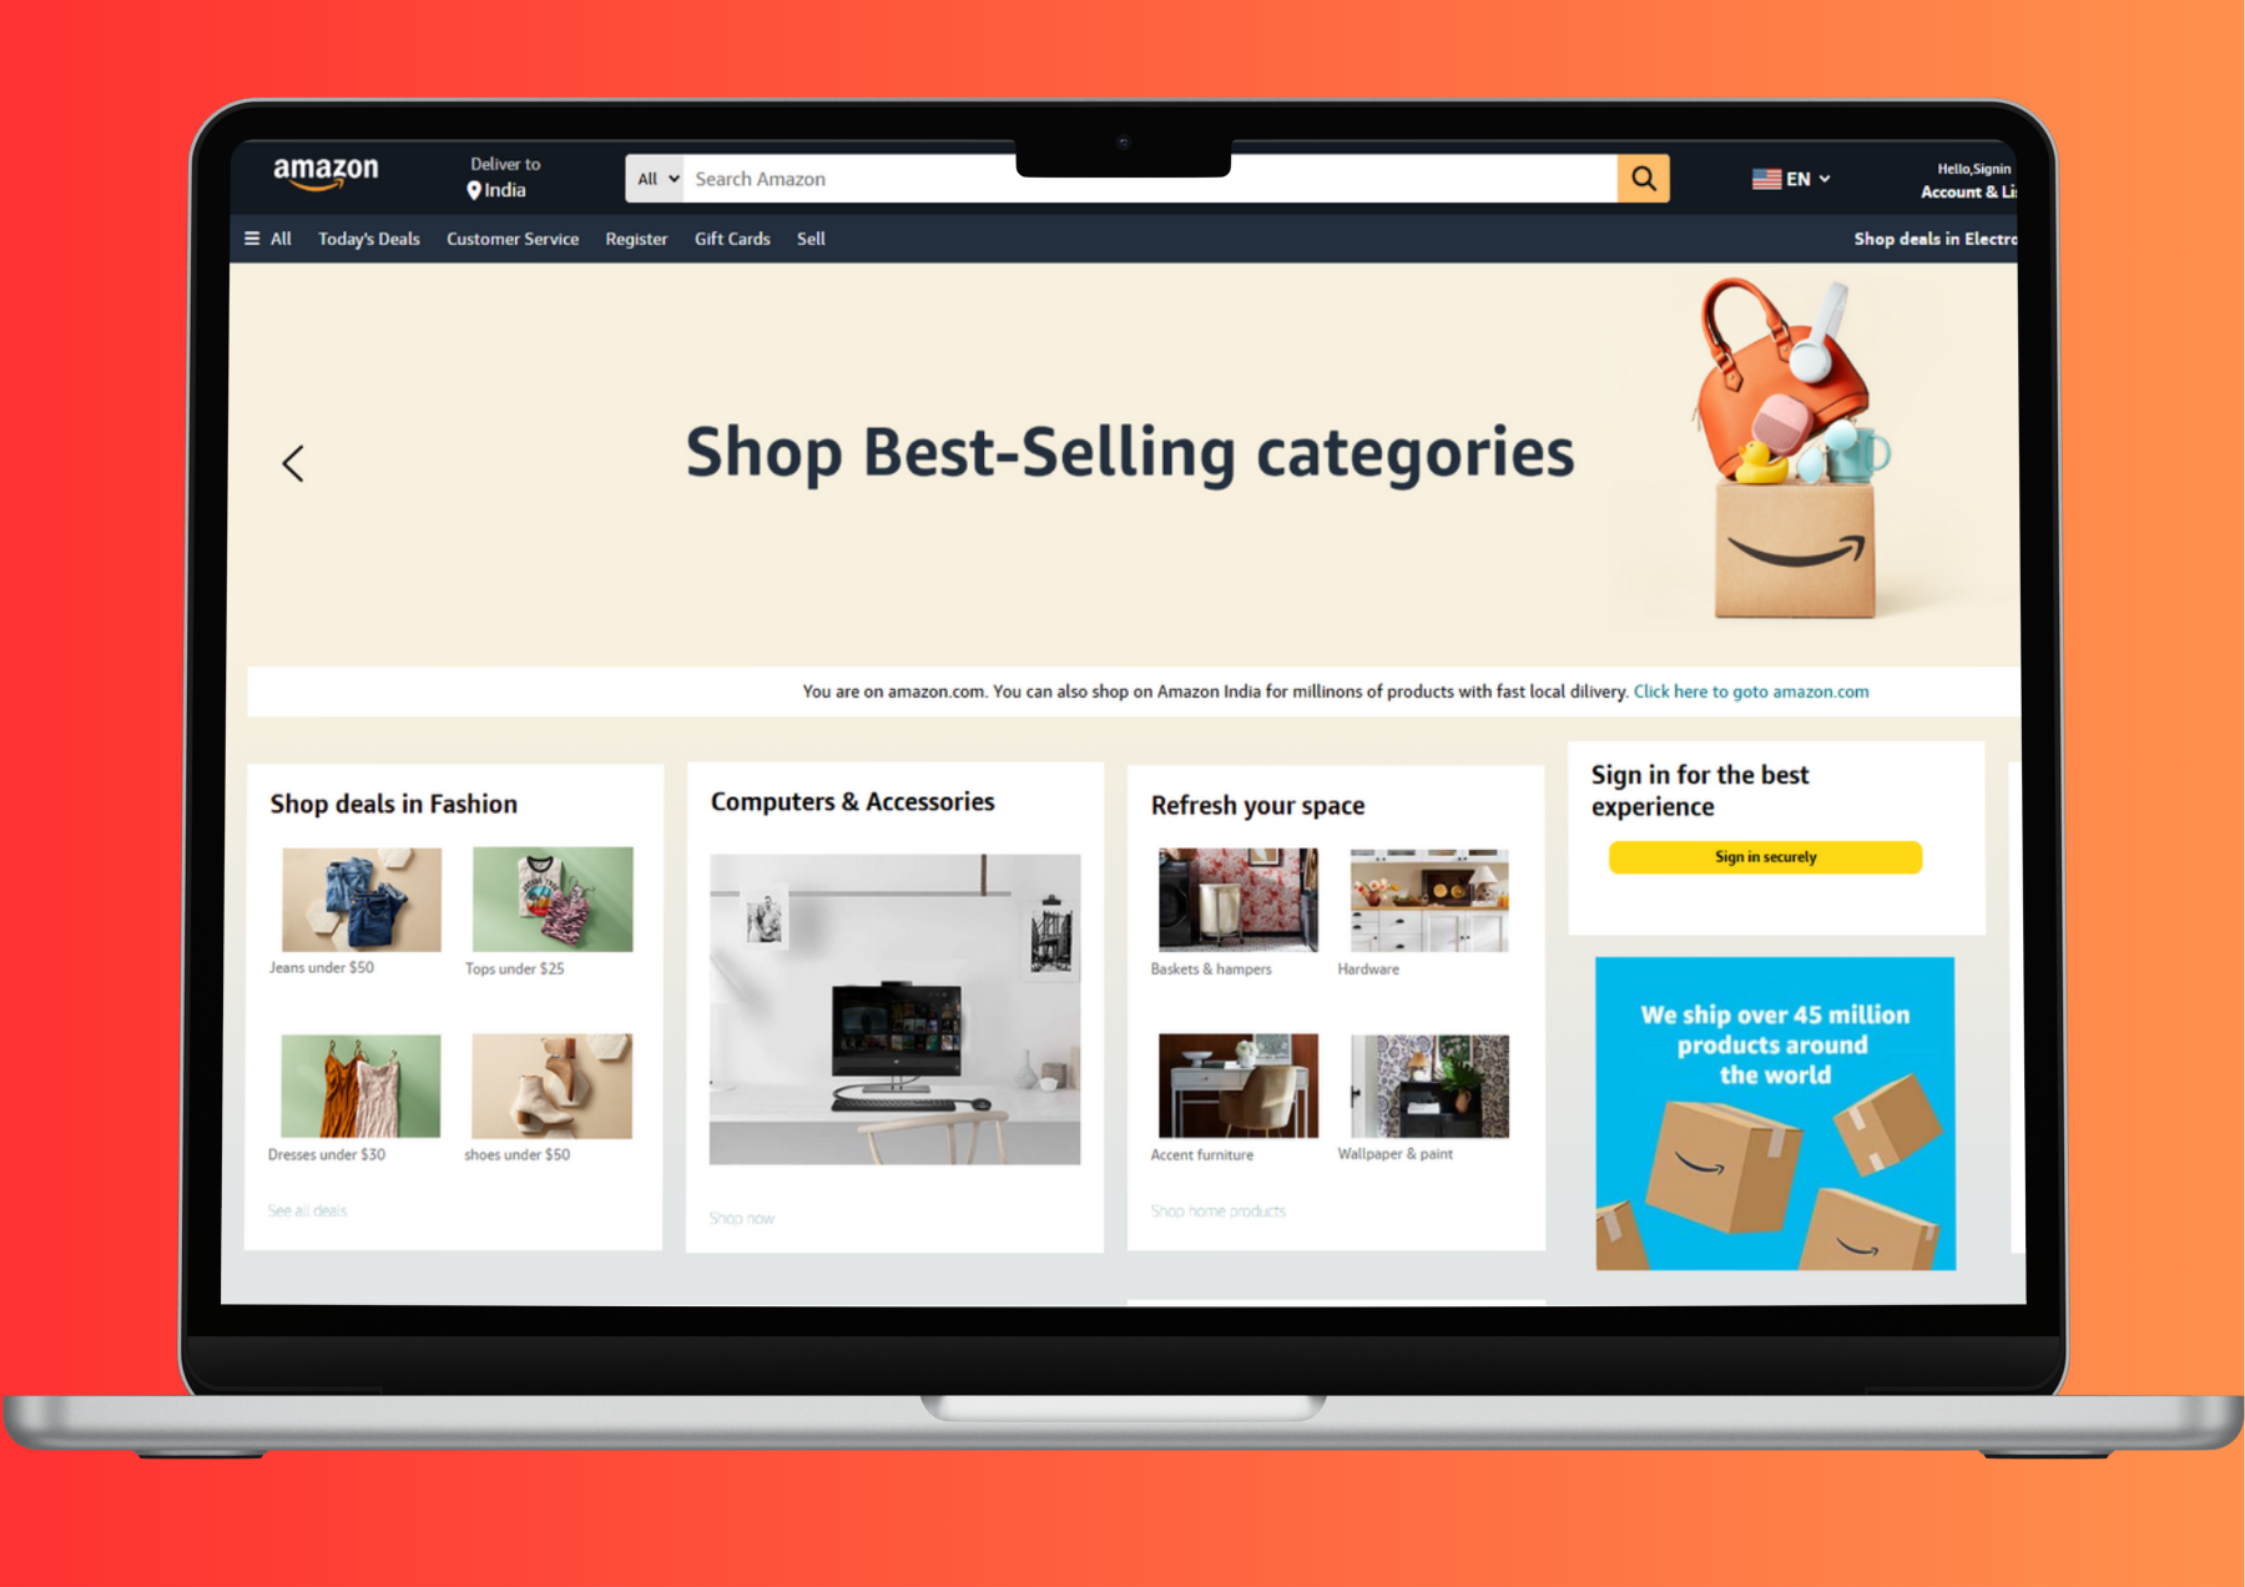 amazon
Deliver to
India
All
Search Amazon
EN
Hello,Signin
Account & Li
All
Today's Deals
Customer Service
Register
Gift Cards
Sell
Shop deals in Electro
Shop Best-Selling categories
You are on amazon.com. You can also shop on Amazon India for millinons of products with fast local dilivery. Click here to goto amazon.com
Shop deals in Fashion
Jeans under $50
Tops under $25
Dresses under $30
shoes under $50
See all deals
Computers & Accessories
Shop now
Refresh your space
Baskets & hampers
Hardware
Accent furniture
Wallpaper & paint
Shop home products
Sign in for the best
experience
Sign in securely
We ship over 45 million
products around
the world